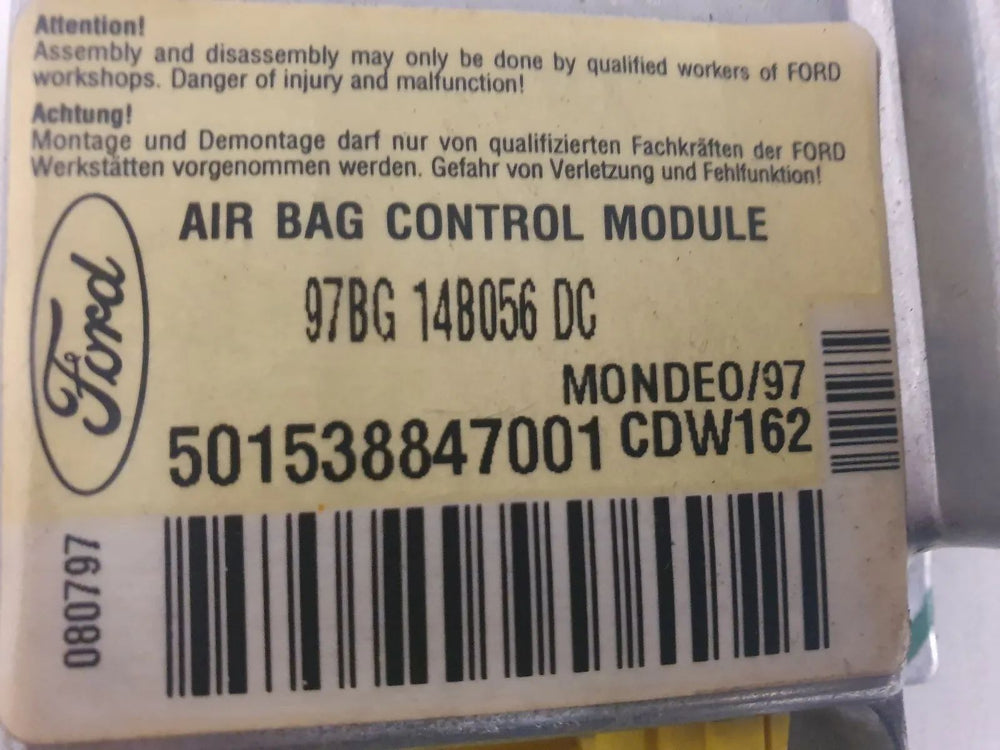 Attention!
Assembly and disassembly may only be done by qualified workers of FORD
workshops. Danger of injury and malfunction!
Achtung!
Montage und Demontage darf nur von qualifizierten Fachkräften der FORD
Werkstätten vorgenommen werden. Gefahr von Verletzung und Fehlfunktion!
AIR BAG CONTROL MODULE
Ford
97BG 14B056 DC
MONDEO/97
501538847001 CDW162
080797